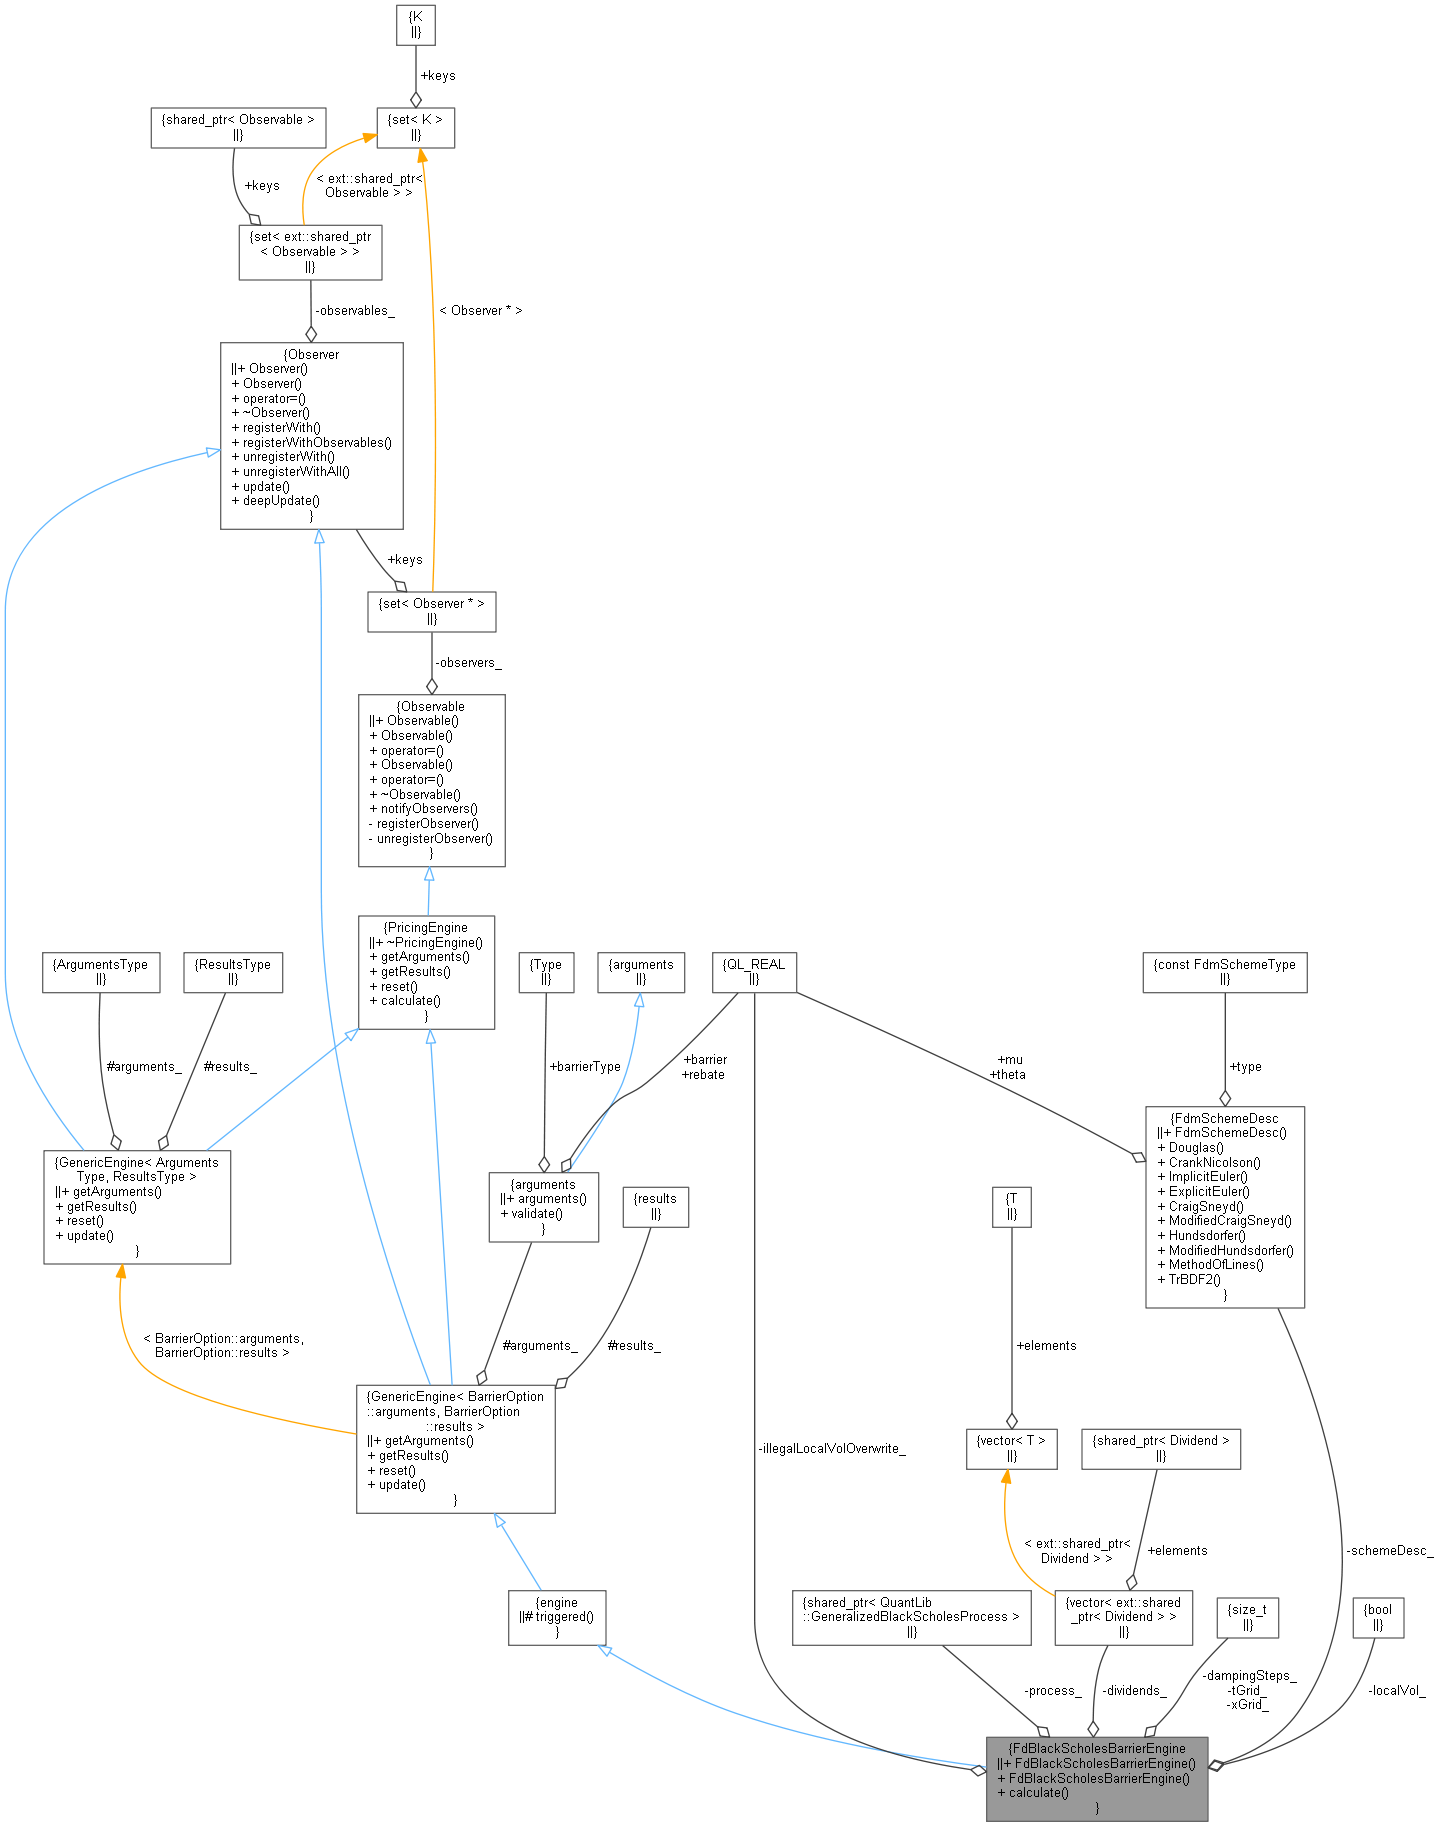 {K
||}
+keys
{shared_ptr< Observable >
||}
{set< K >
||}
+keys
< ext::shared_ptr<
Observable > >
{set< ext::shared_ptr
< Observable > >
||}
-observables_
< Observer * >
{Observer
||+ Observer()
+ Observer()
+ operator=()
+ ~Observer()
+ registerWith()
+ registerWithObservables()
+ unregisterWith()
+ unregisterWithAll()
+ update()
+ deepUpdate()
}
+keys
{set< Observer * >
||}
-observers_
{Observable
||+ Observable()
+ Observable()
+ operator=()
+ Observable()
+ operator=()
+ ~Observable()
+ notifyObservers()
- registerObserver()
- unregisterObserver()
}
{PricingEngine
||+ ~PricingEngine()
+ getArguments()
+ getResults()
+ reset()
+ calculate()
}
{ArgumentsType
||}
{ResultsType
||}
{Type
||}
{arguments
||}
{QL_REAL
||}
{const FdmSchemeType
||}
#arguments_
#results_
+barrierType
+barrier
+rebate
+mu
+theta
+type
{GenericEngine< Arguments
Type, ResultsType >
||+ getArguments()
+ getResults()
+ reset()
+ update()
}
{arguments
||+ arguments()
+ validate()
}
{results
||}
{T
||}
{FdmSchemeDesc
||+ FdmSchemeDesc()
+ Douglas()
+ CrankNicolson()
+ ImplicitEuler()
+ ExplicitEuler()
+ CraigSneyd()
+ ModifiedCraigSneyd()
+ Hundsdorfer()
+ ModifiedHundsdorfer()
+ MethodOfLines()
+ TrBDF2()
}
< BarrierOption::arguments,
BarrierOption::results >
#arguments_
#results_
+elements
{GenericEngine< BarrierOption
::arguments, BarrierOption
::results >
||+ getArguments()
+ getResults()
+ reset()
+ update()
}
-illegalLocalVolOverwrite_
{vector< T >
||}
{shared_ptr< Dividend >
||}
< ext::shared_ptr<
Dividend > >
+elements
-schemeDesc_
{engine
||# triggered()
}
{shared_ptr< QuantLib
::GeneralizedBlackScholesProcess >
||}
{vector< ext::shared
_ptr< Dividend > >
||}
{size_t
||}
{bool
||}
-process_
-dividends_
-dampingSteps_
-tGrid_
-xGrid_
-localVol_
{FdBlackScholesBarrierEngine
||+ FdBlackScholesBarrierEngine()
+ FdBlackScholesBarrierEngine()
+ calculate()
}